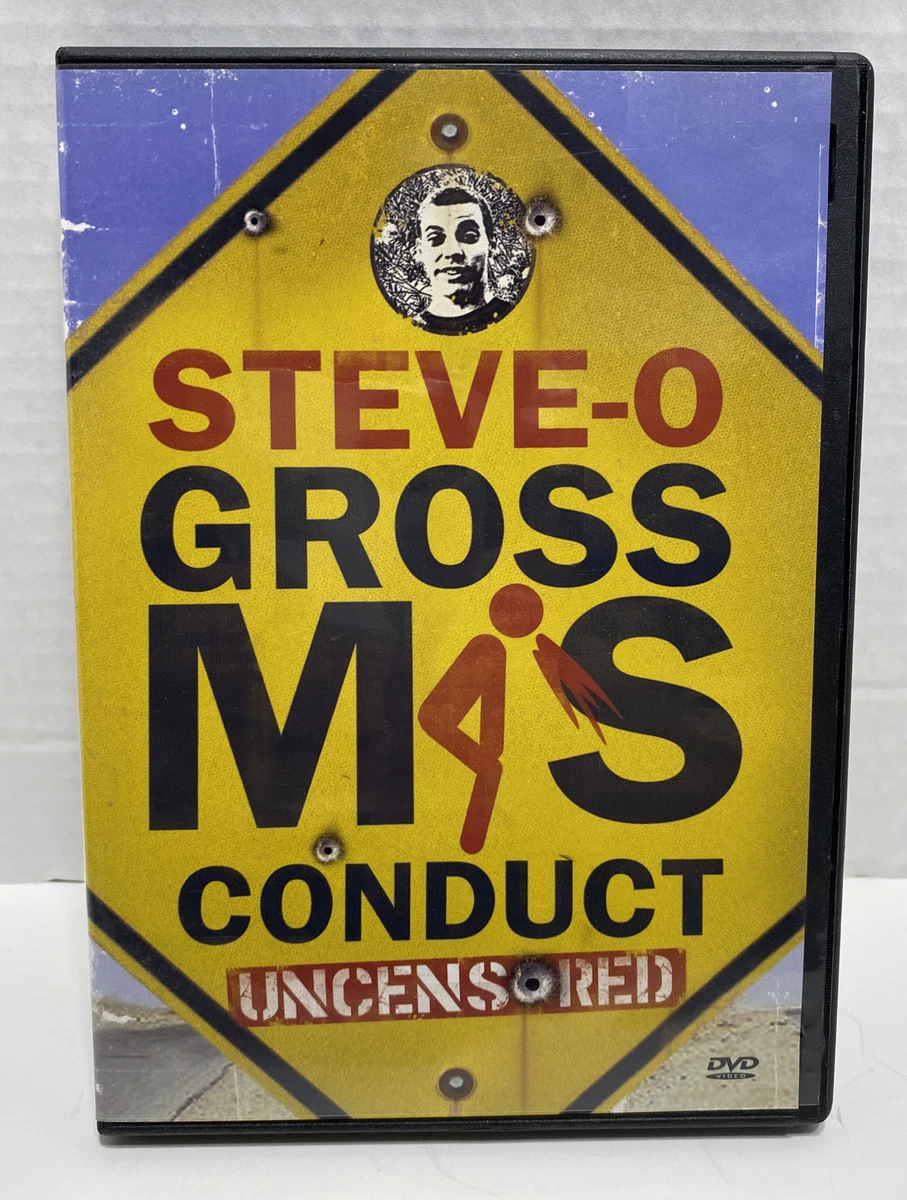 STEVE-O
GROSS
MIS
CONDUCT
UNCENSORED
DVD
VIDEO